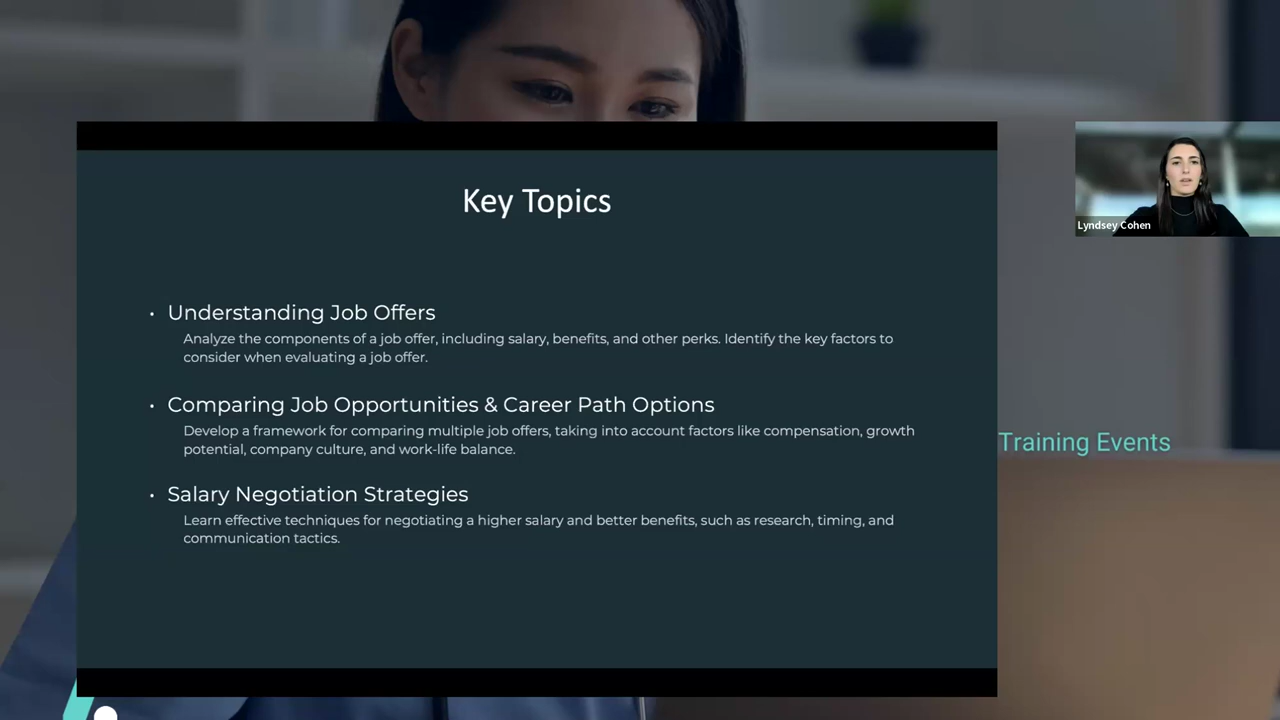 Key Topics
• Understanding Job Offers
Analyze the components of a job offer, including salary, benefits, and other perks. Identify the key factors to
consider when evaluating a job offer.
• Comparing Job Opportunities & Career Path Options
Develop a framework for comparing multiple job offers, taking into account factors like compensation, growth
potential, company culture, and work-life balance.
• Salary Negotiation Strategies
Learn effective techniques for negotiating a higher salary and better benefits, such as research, timing, and
communication tactics.
Lyndsey Cohen
Training Events